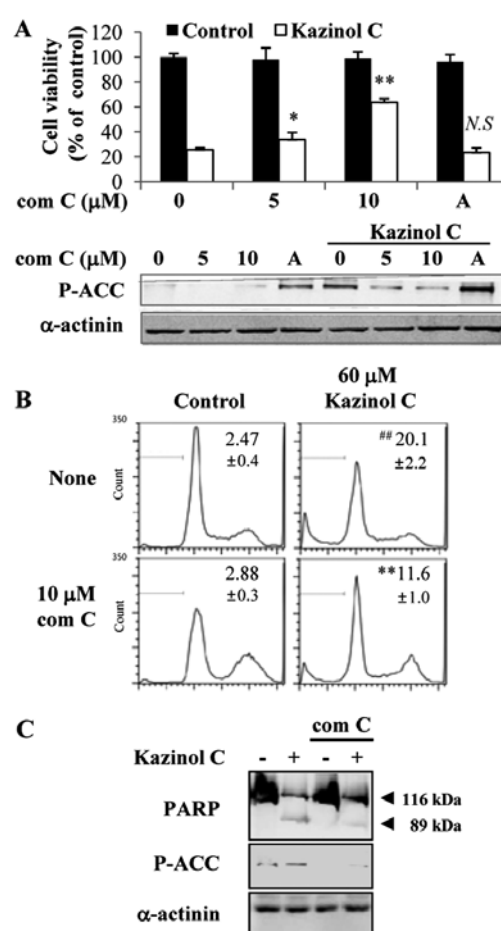 A
Control Kazinol C
Cell viability
(% of control)
120
100
80
60
40
20
0
*
**
N.S
com C (μM) 0 5 10 A
Kazinol C
com C (μM) 0 5 10 A 0 5 10 A
P-ACC
α-actinin
B
60 μM
Control Kazinol C
None
350
Count
2.47
±0.4
##20.1
±2.2
10 μM
com C
350
Count
2.88
±0.3
**11.6
±1.0
C
com C
Kazinol C - + - +
PARP
116 kDa
89 kDa
P-ACC
α-actinin